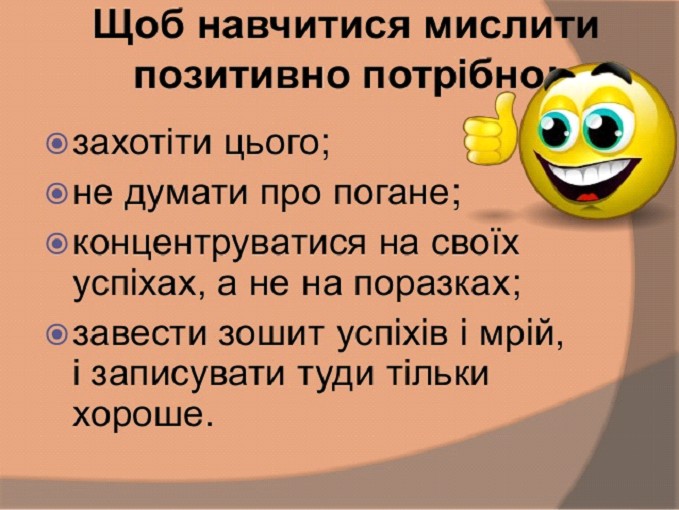 Щоб навчитися мислити
позитивно потрібно:
захотіти цього;
не думати про погане;
концентруватися на своїх
успіхах, а не на поразках;
завести зошит успіхів і мрій,
і записувати туди тільки
хороше.